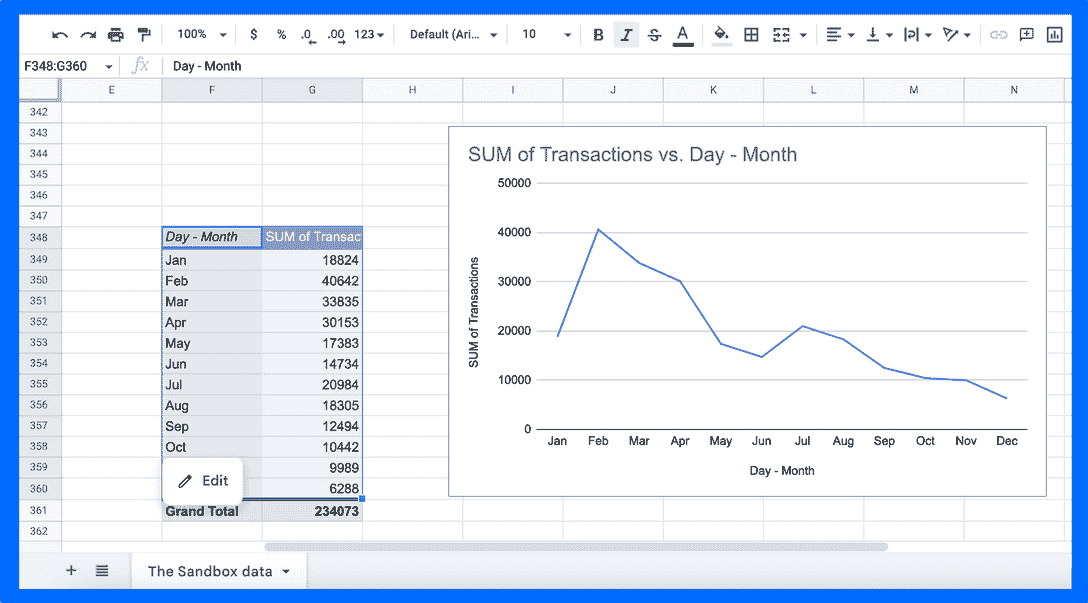 100% $ % .0 .00 123 Default (Ari... 10 B I S A
F348:G360 fx Day - Month
E F G H I J K L M N
342
343
344
345
346
347
348 Day - Month SUM of Transac
349 Jan 18824
350 Feb 40642
351 Mar 33835
352 Apr 30153
353 May 17383
354 Jun 14734
355 Jul 20984
356 Aug 18305
357 Sep 12494
358 Oct 10442
359 9989
360 6288
Edit
361 Grand Total 234073
362
SUM of Transactions vs. Day - Month
SUM of Transactions
50000
40000
30000
20000
10000
0
Jan Feb Mar Apr May Jun Jul Aug Sep Oct Nov Dec
Day - Month
+ The Sandbox data